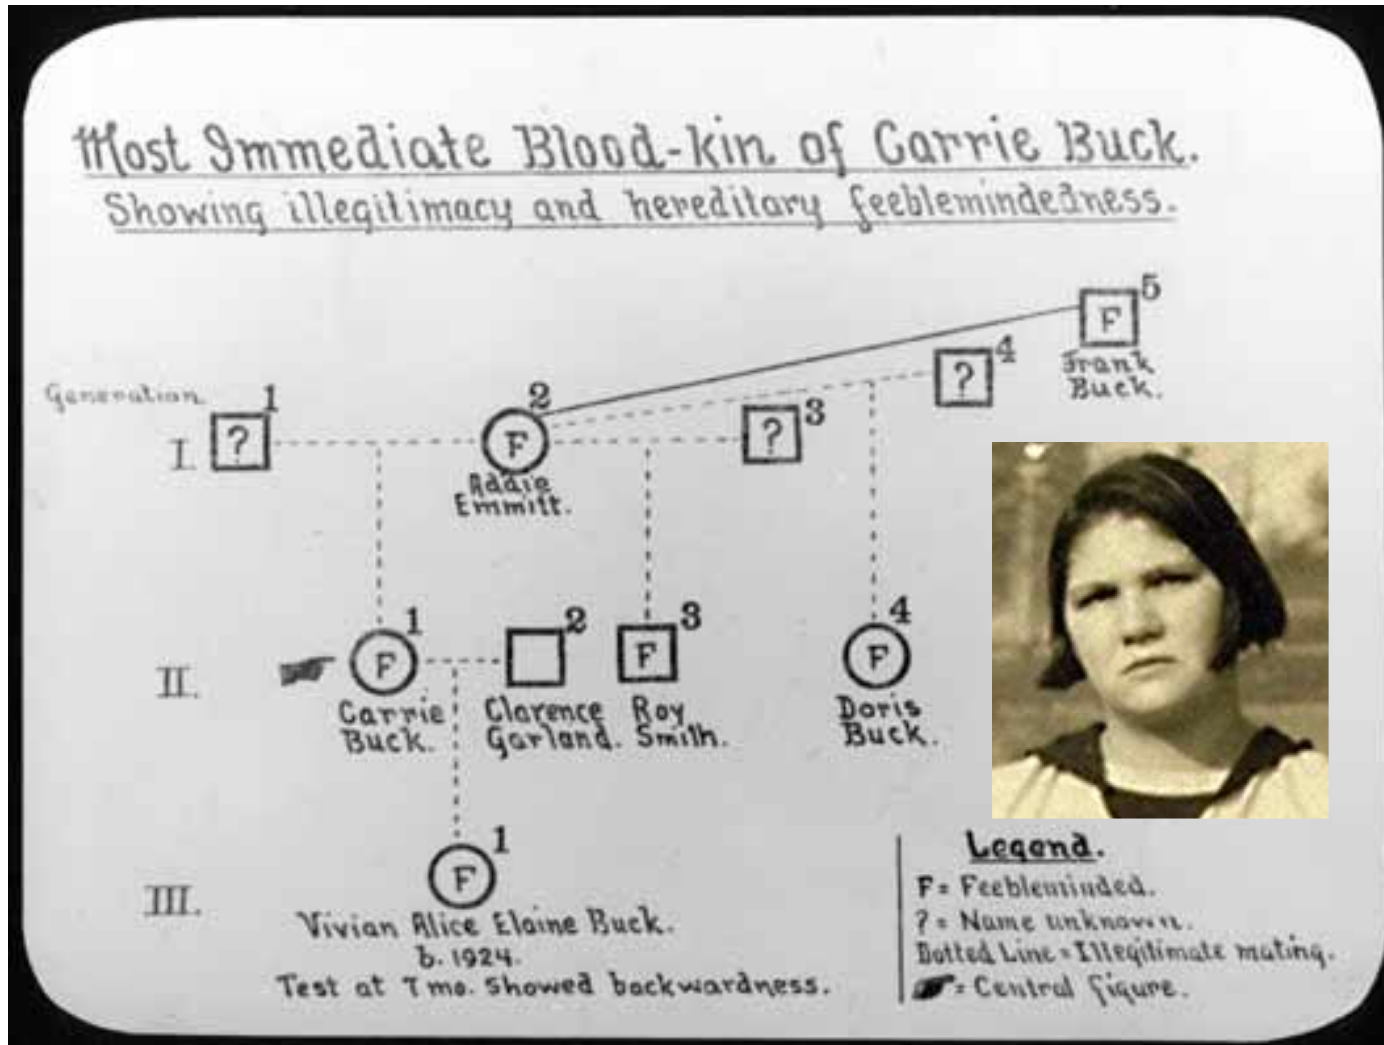 Most Immediate Blood-kin of Carrie Buck.
Showing illegitimacy and hereditary feeblemindedness.
5
F
Frank
Buck.
4
?
Generation
1
2
3
I.
?
F
?
Addie
Emmitt.
1
2
3
4
II.
F
F
F
Carrie
Buck.
Clarence
Garland.
Roy
Smith.
Doris
Buck.
1
III.
F
Vivian Alice Elaine Buck.
b. 1924.
Test at 7 mo. Showed backwardness.
Legend.
F = Feebleminded.
? = Name unknown.
Dotted Line = Illegitimate mating.
= Central figure.